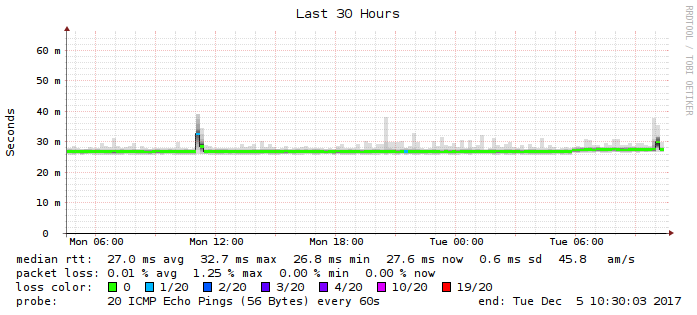 Last 30 Hours
RRDTOOL / TOBI OETIKER
Seconds
60 m
50 m
40 m
30 m
20 m
10 m
0
Mon 06:00 Mon 12:00 Mon 18:00 Tue 00:00 Tue 06:00
median rtt: 27.0 ms avg 32.7 ms max 26.8 ms min 27.6 ms now 0.6 ms sd 45.8 am/s
packet loss: 0.01 % avg 1.25 % max 0.00 % min 0.00 % now
loss color: 0 1/20 2/20 3/20 4/20 10/20 19/20
probe: 20 ICMP Echo Pings (56 Bytes) every 60s end: Tue Dec 5 10:30:03 2017